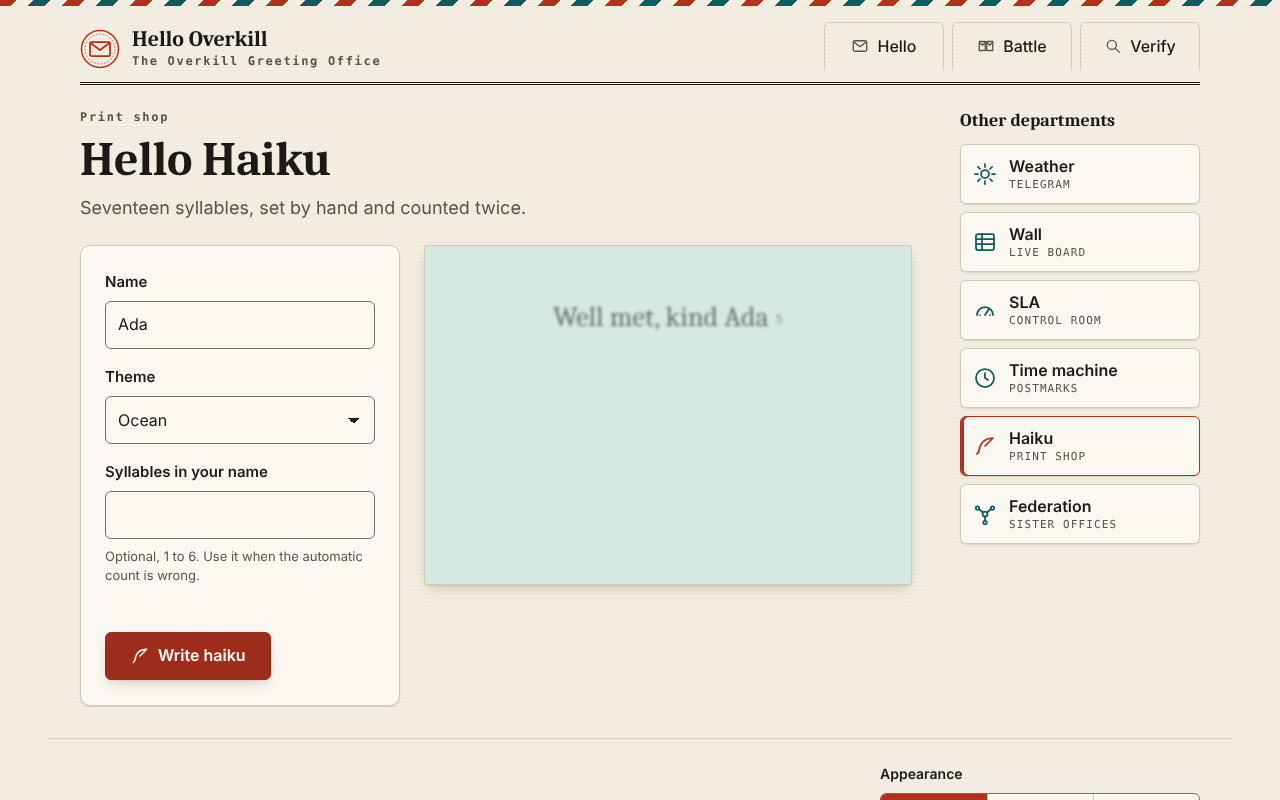 Hello Overkill
The Overkill Greeting Office
Hello
Battle
Verify
Print shop
Hello Haiku
Seventeen syllables, set by hand and counted twice.
Name
Ada
Theme
Ocean
Syllables in your name
Optional, 1 to 6. Use it when the automatic
count is wrong.
Write haiku
Well met, kind Ada 5
Other departments
Weather
TELEGRAM
Wall
LIVE BOARD
SLA
CONTROL ROOM
Time machine
POSTMARKS
Haiku
PRINT SHOP
Federation
SISTER OFFICES
Appearance